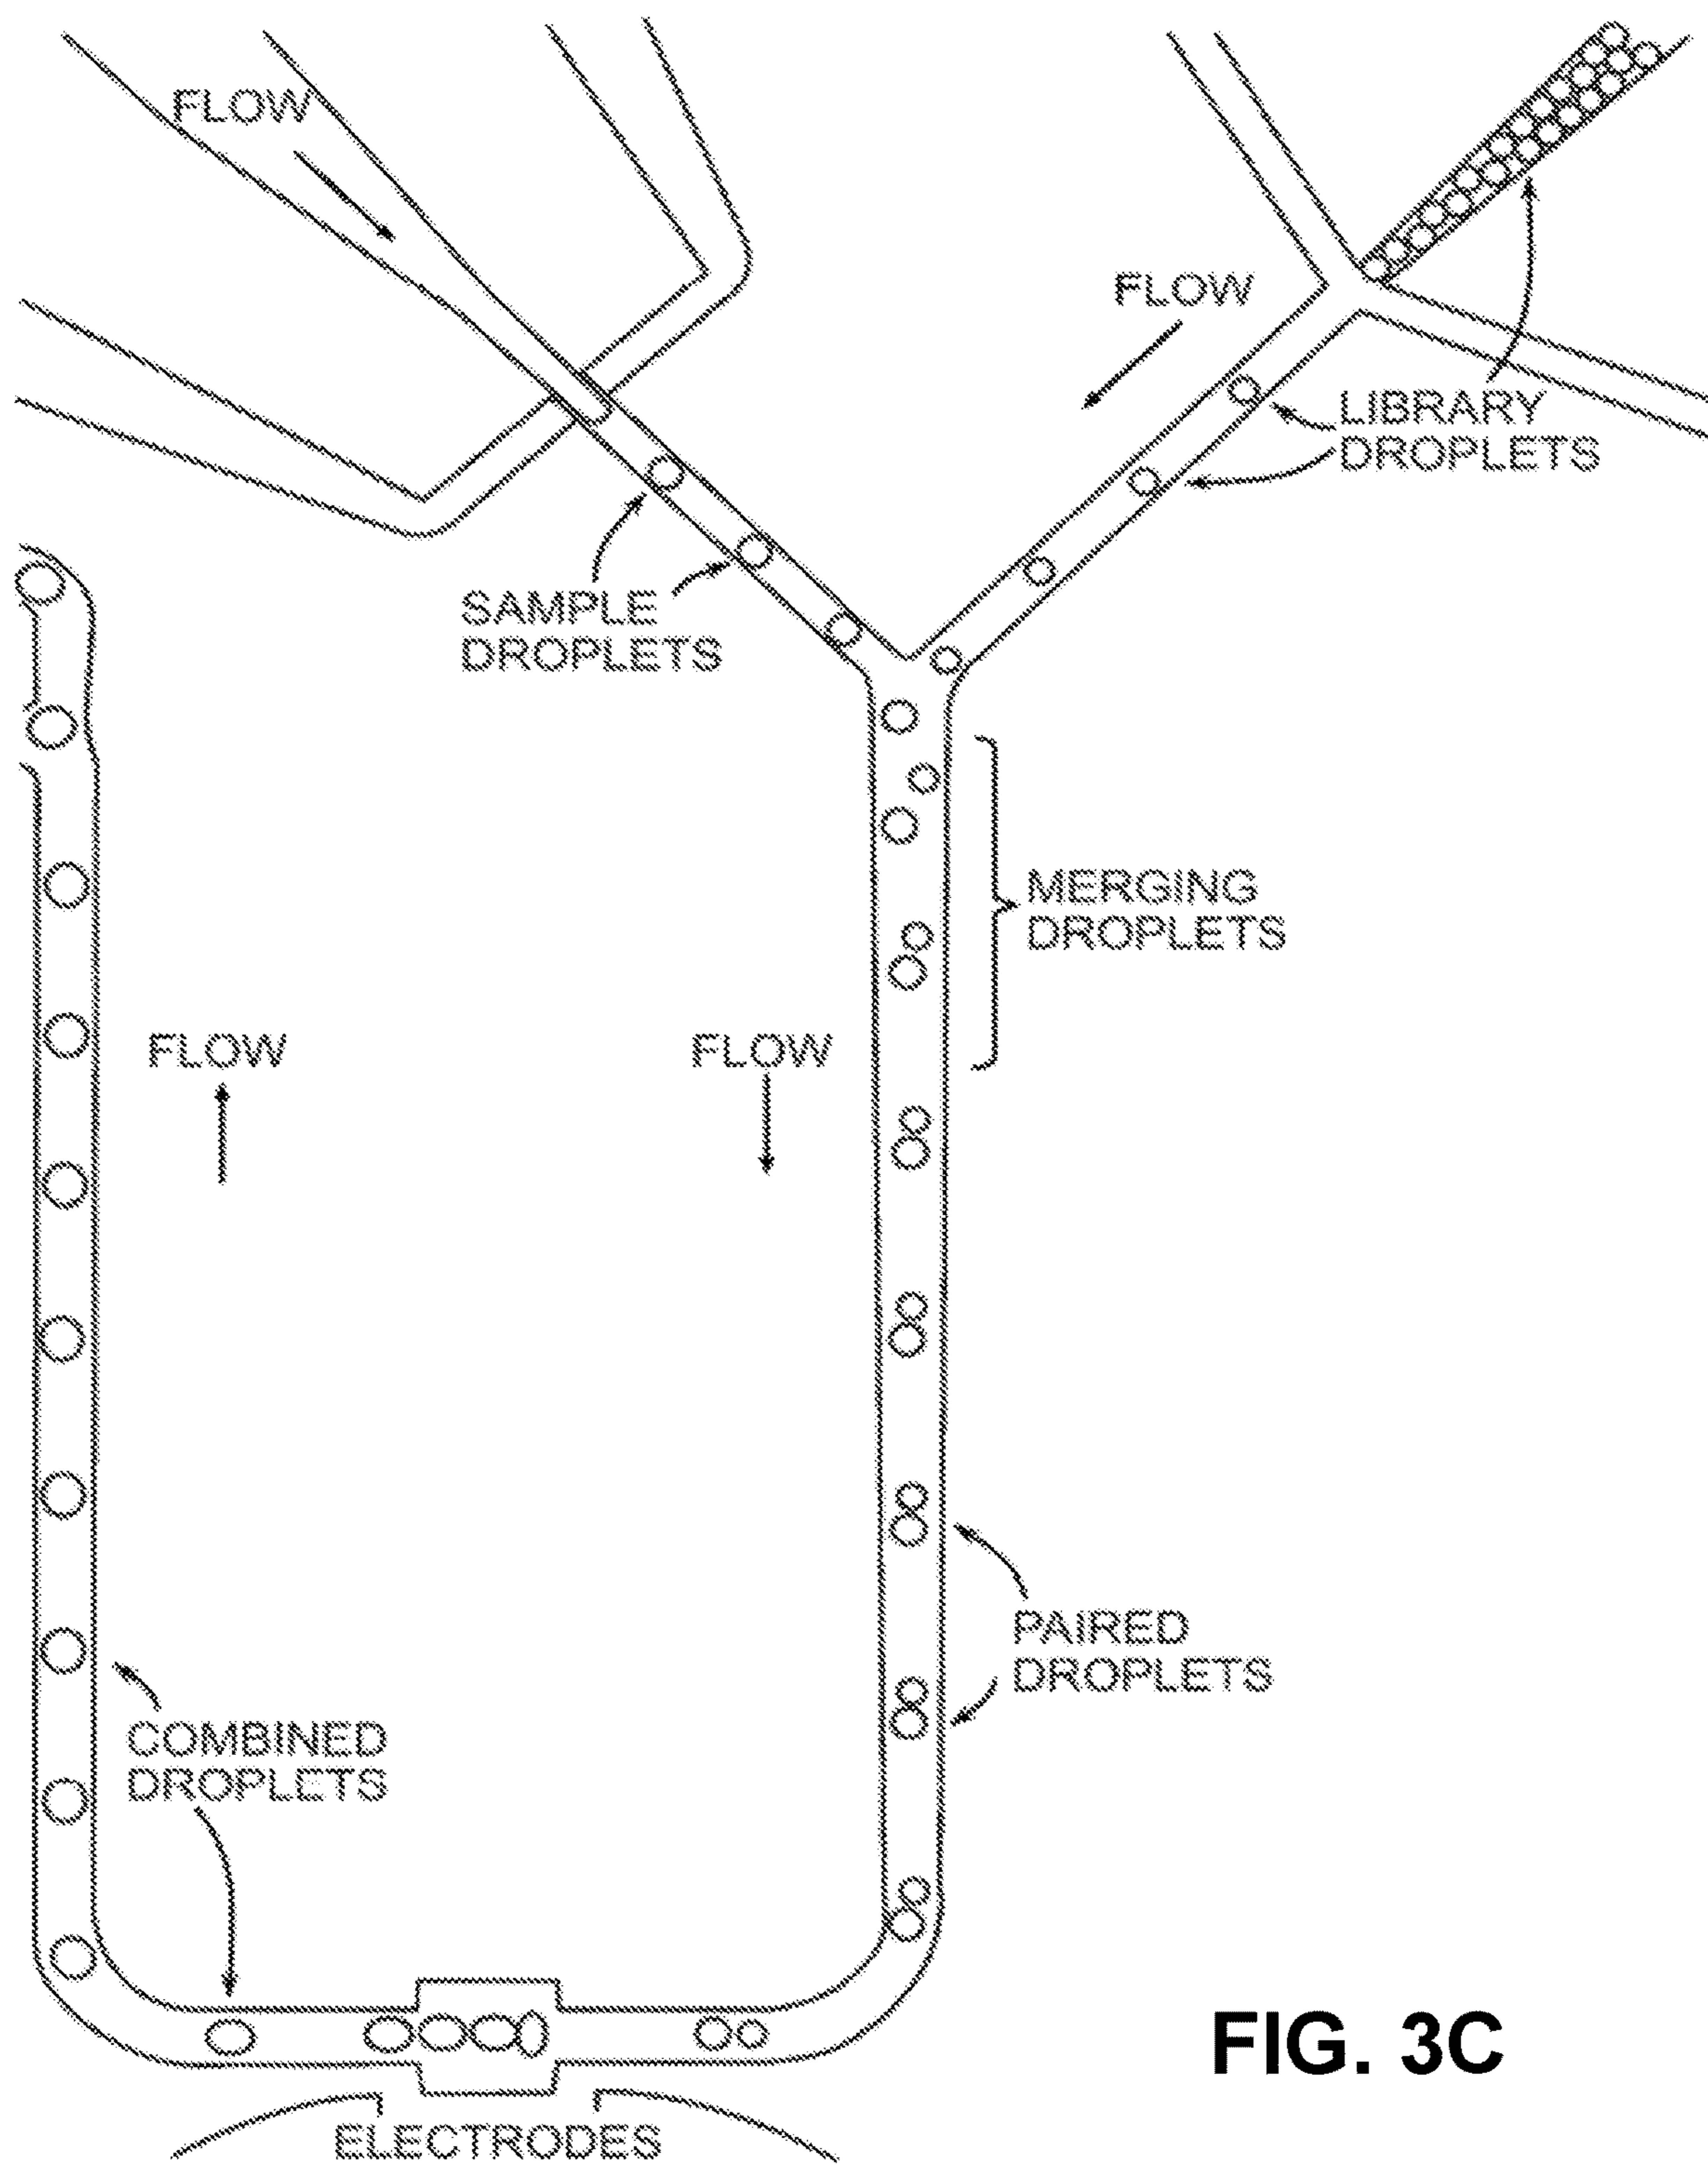 FLOW
FLOW
LIBRARY
DROPLETS
SAMPLE
DROPLETS
MERGING
DROPLETS
FLOW
FLOW
PAIRED
DROPLETS
COMBINED
DROPLETS
FIG. 3C
ELECTRODES